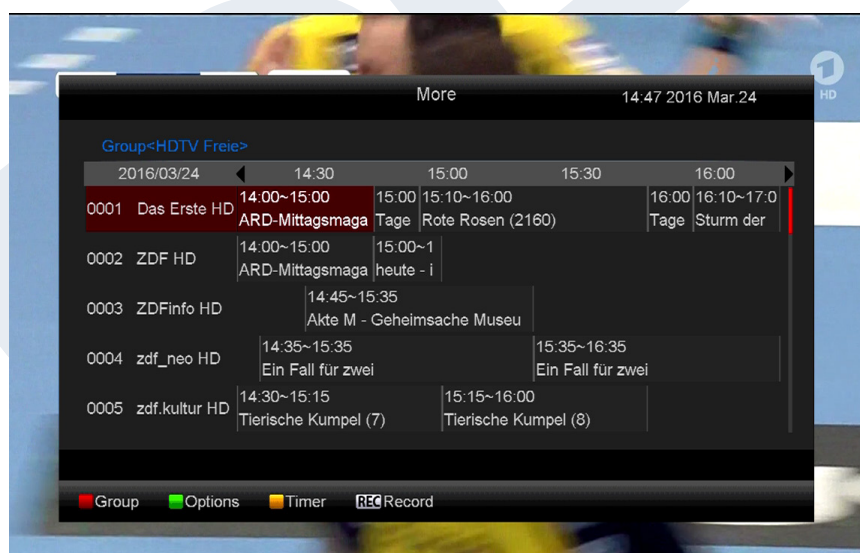 More
14:47 2016 Mar.24
HD
Group<HDTV Freie>
2016/03/24 14:30 15:00 15:30 16:00
0001 Das Erste HD
14:00~15:00 15:00 15:10~16:00 16:00 16:10~17:0
ARD-Mittagsmaga Tage Rote Rosen (2160) Tage Sturm der
0002 ZDF HD
14:00~15:00 15:00~1
ARD-Mittagsmaga heute - i
0003 ZDFinfo HD
14:45~15:35
Akte M - Geheimsache Museu
0004 zdf_neo HD
14:35~15:35 15:35~16:35
Ein Fall für zwei Ein Fall für zwei
0005 zdf.kultur HD
14:30~15:15 15:15~16:00
Tierische Kumpel (7) Tierische Kumpel (8)
Group Options Timer REC Record